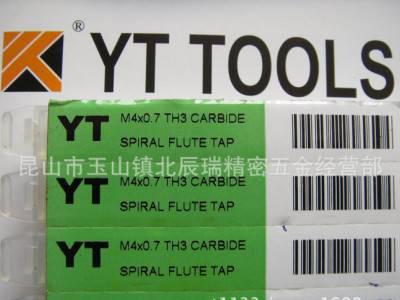 ® YT TOOLS
YT M4x0.7 TH3 CARBIDE
SPIRAL FLUTE TAP
昆山市玉山镇北辰瑞精密五金经营部
YT M4x0.7 TH3 CARBIDE
SPIRAL FLUTE TAP
YT M4x0.7 TH3 CARBIDE
SPIRAL FLUTE TAP